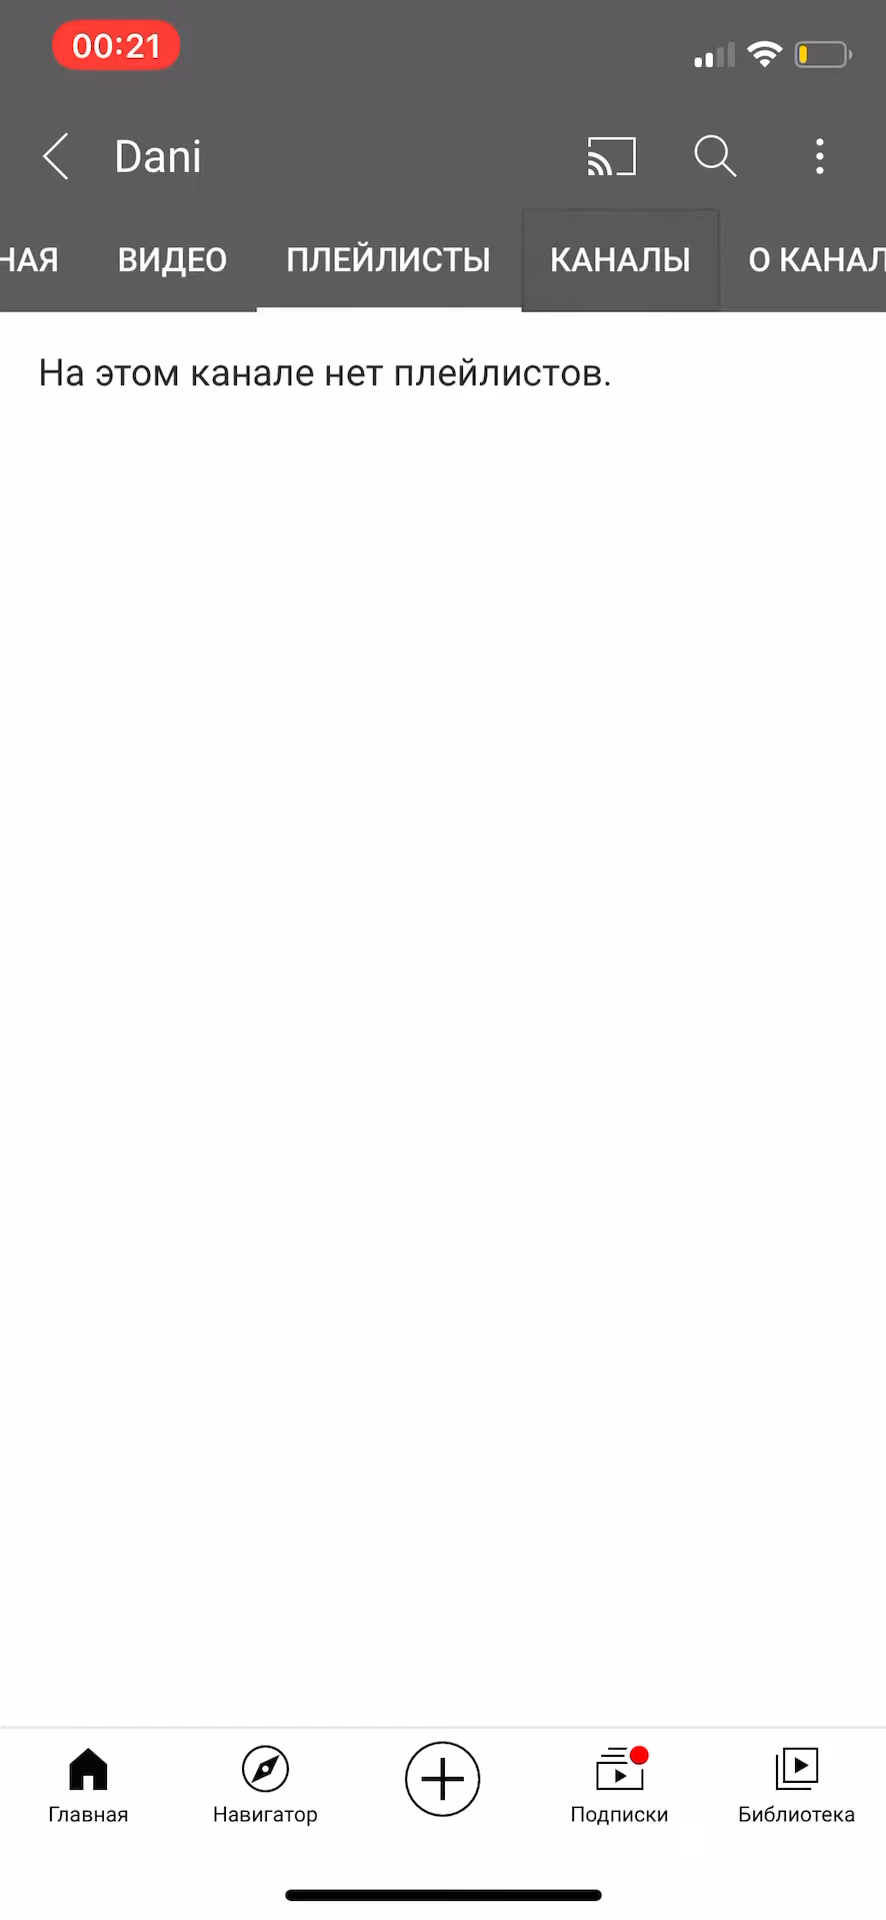 00:21
Dani
НАЯ ВИДЕО ПЛЕЙЛИСТЫ КАНАЛЫ О КАНАЛ
На этом канале нет плейлистов.
Главная Навигатор Подписки Библиотека